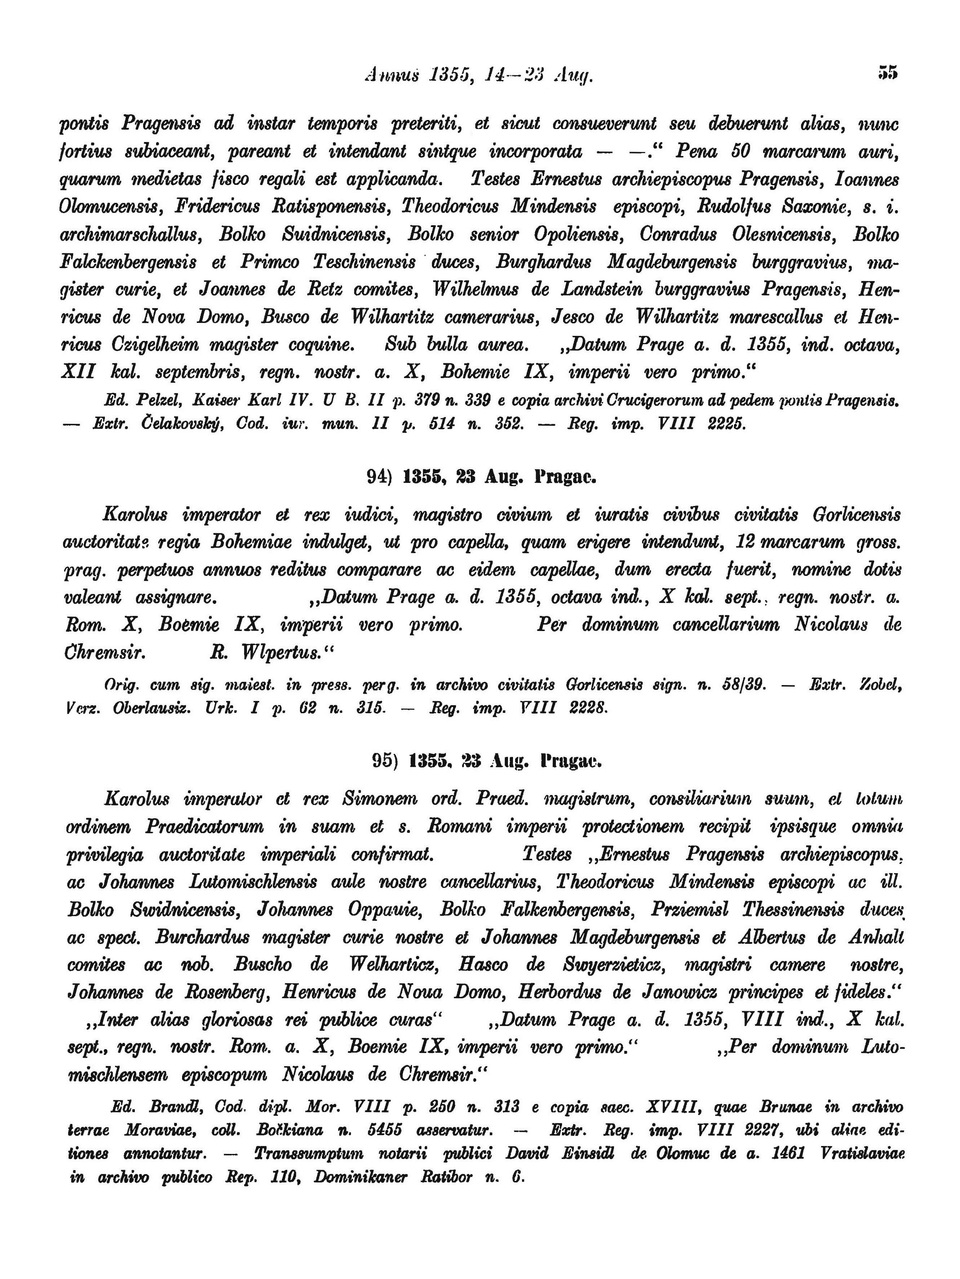 Annus 1355, 14—23 Aug. 55
pontis Pragensis ad instar temporis preteriti, et sicut consueverunt seu debuerunt alias, nunc
fortius subiaceant, pareant et intendant sintque incorporata — —.“ Pena 50 marcarum auri,
quarum medietas fisco regali est applicanda. Testes Ernestus archiepiscopus Pragensis, Ioannes
Olomucensis, Fridericus Ratisponensis, Theodoricus Mindensis episcopi, Rudolfus Saxonie, s. i.
archimarschallus, Bolko Suidnicensis, Bolko senior Opoliensis, Conradus Olesnicensis, Bolko
Falckenbergensis et Primco Teschinensis duces, Burghardus Magdeburgensis burggravius, ma-
gister curie, et Joannes de Retz comites, Wilhelmus de Landstein burggravius Pragensis, Hen-
ricus de Nova Domo, Busco de Wilhartitz camerarius, Jesco de Wilhartitz marescallus et Hen-
ricus Czigelheim magister coquine. Sub bulla aurea. „Datum Prage a. d. 1355, ind. octava,
XII kal. septembris, regn. nostr. a. X, Bohemie IX, imperii vero primo.“
Ed. Pelzel, Kaiser Karl IV. U B. II p. 379 n. 339 e copia archivi Crucigerorum ad pedem pontis Pragensis.
— Extr. Čelakovský, Cod. iur. mun. II p. 514 n. 352. — Reg. imp. VIII 2225.
94) 1355, 23 Aug. Pragae.
Karolus imperator et rex iudici, magistro civium et iuratis civibus civitatis Gorlicensis
auctoritate regia Bohemiae indulget, ut pro capella, quam erigere intendunt, 12 marcarum gross.
prag. perpetuos annuos reditus comparare ac eidem capellae, dum erecta fuerit, nomine dotis
valeant assignare. „Datum Prage a. d. 1355, octava ind., X kal. sept., regn. nostr. a.
Rom. X, Boemie IX, imperii vero primo. Per dominum cancellarium Nicolaus de
Chremsir. R. Wlpertus.“
Orig. cum sig. maiest. in press. perg. in archivo civitatis Gorlicensis sign. n. 58/39. — Extr. Zobel,
Verz. Oberlausiz. Urk. I p. 62 n. 315. — Reg. imp. VIII 2228.
95) 1355, 23 Aug. Pragae.
Karolus imperator et rex Simonem ord. Praed. magistrum, consiliarium suum, et totum
ordinem Praedicatorum in suam et s. Romani imperii protectionem recipit ipsisque omnia
privilegia auctoritate imperiali confirmat. Testes „Ernestus Pragensis archiepiscopus,
ac Johannes Lutomischlensis aule nostre cancellarius, Theodoricus Mindensis episcopi ac ill.
Bolko Swidnicensis, Johannes Oppauie, Bolko Falkenbergensis, Prziemisl Thessinensis duces,
ac spect. Burchardus magister curie nostre et Johannes Magdeburgensis et Albertus de Anhalt
comites ac nob. Buscho de Welharticz, Hasco de Swyerzieticz, magistri camere nostre,
Johannes de Rosenberg, Henricus de Noua Domo, Herbordus de Janowicz principes et fideles.“
„Inter alias gloriosas rei publice curas“ „Datum Prage a. d. 1355, VIII ind., X kal.
sept., regn. nostr. Rom. a. X, Boemie IX, imperii vero primo.“ „Per dominum Luto-
mischlensem episcopum Nicolaus de Chremsir.“
Ed. Brandl, Cod. dipl. Mor. VIII p. 250 n. 313 e copia saec. XVIII, quae Brunae in archivo
terrae Moraviae, coll. Bočkiana n. 5455 asservatur. — Extr. Reg. imp. VIII 2227, ubi aliae edi-
tiones annotantur. — Transsumptum notarii publici David Einsidl de Olomuc de a. 1461 Vratislaviae
in archivo publico Rep. 110, Dominikaner Ratibor n. 6.